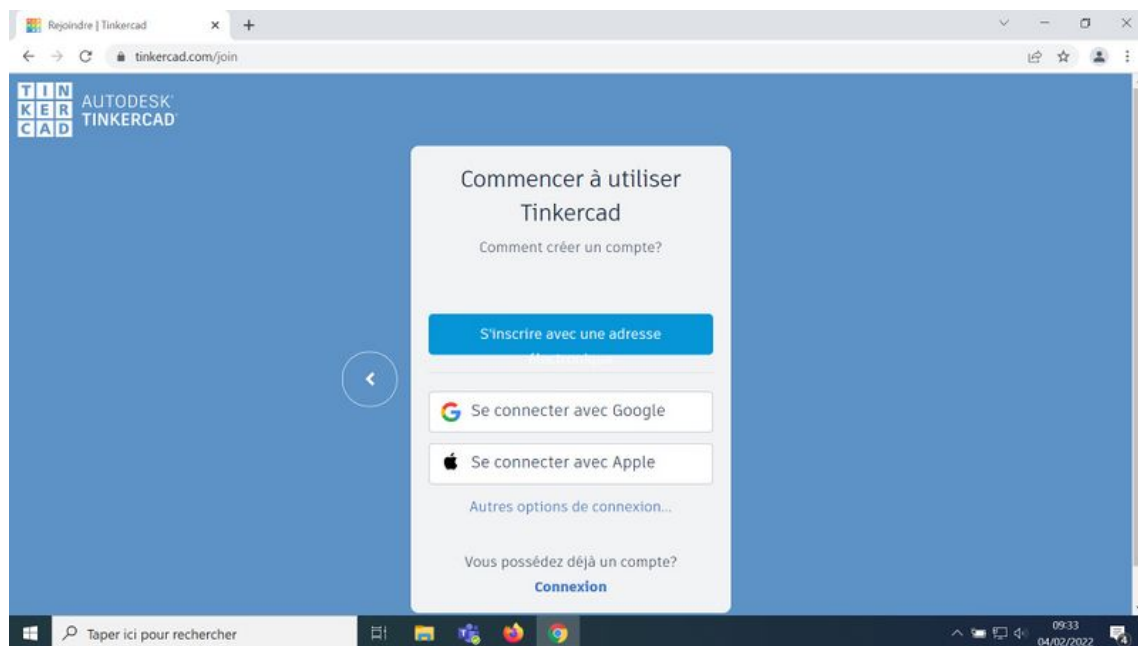 Rejoindre | Tinkercad
tinkercad.com/join
TIN
KER
CAD
AUTODESK®
TINKERCAD®
Commencer à utiliser
Tinkercad
Comment créer un compte?
S'inscrire avec une adresse
Se connecter avec Google
Se connecter avec Apple
Autres options de connexion...
Vous possédez déjà un compte?
Connexion
Taper ici pour rechercher
09:33
04/02/2022
4